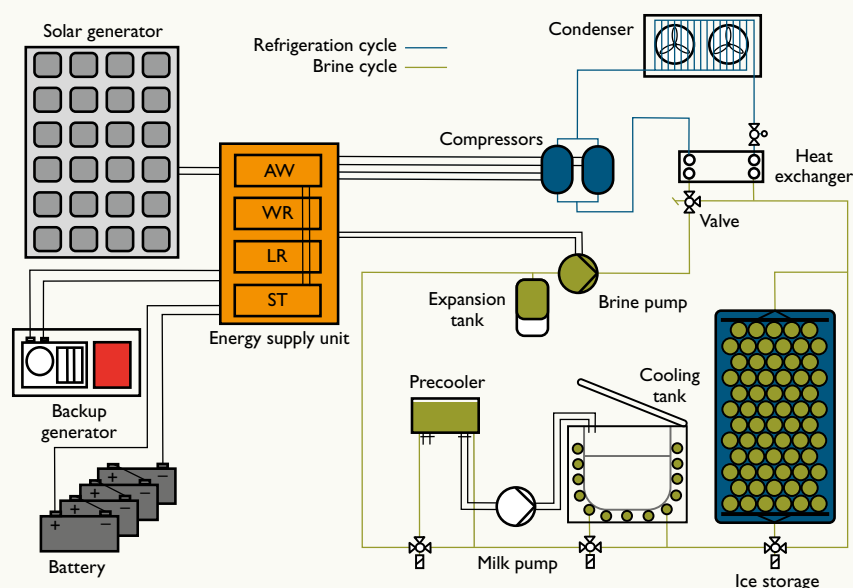 Solar generator
Refrigeration cycle
Brine cycle
Condenser
Compressors
Heat
exchanger
Valve
AW
WR
LR
ST
Energy supply unit
Expansion
tank
Brine pump
Backup
generator
Precooler
Cooling
tank
+ −
+ −
+ −
+ −
Battery
Milk pump
Ice storage